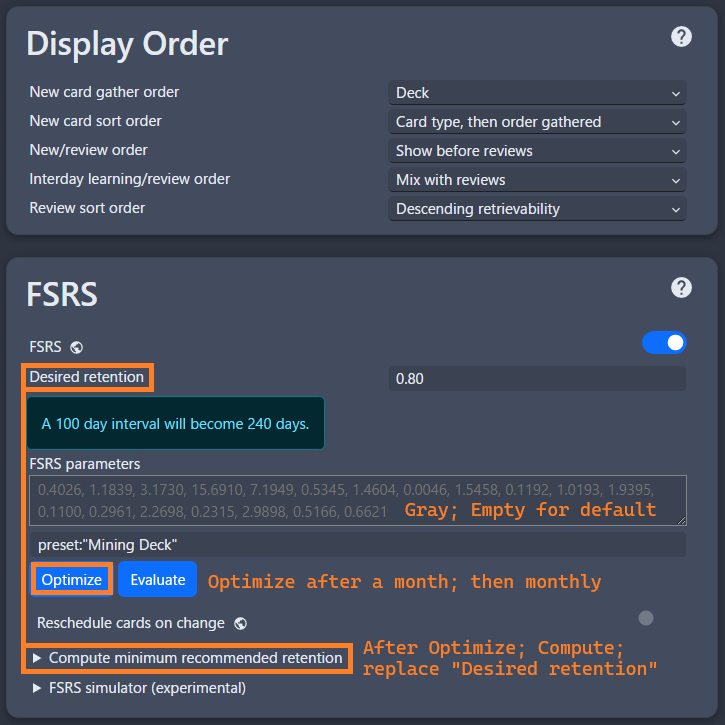 Display Order
New card gather order
Deck
New card sort order
Card type, then order gathered
New/review order
Show before reviews
Interday learning/review order
Mix with reviews
Review sort order
Descending retrievability
FSRS
FSRS
Desired retention
0.80
A 100 day interval will become 240 days.
FSRS parameters
0.4026, 1.1839, 3.1730, 15.6910, 7.1949, 0.5345, 1.4604, 0.0046, 1.5458, 0.1192, 1.0193, 1.9395,
0.1100, 0.2961, 2.2698, 0.2315, 2.9898, 0.5166, 0.6621
Gray; Empty for default
preset:"Mining Deck"
Optimize
Evaluate
Optimize after a month; then monthly
Reschedule cards on change
Compute minimum recommended retention
After Optimize; Compute;
replace "Desired retention"
FSRS simulator (experimental)